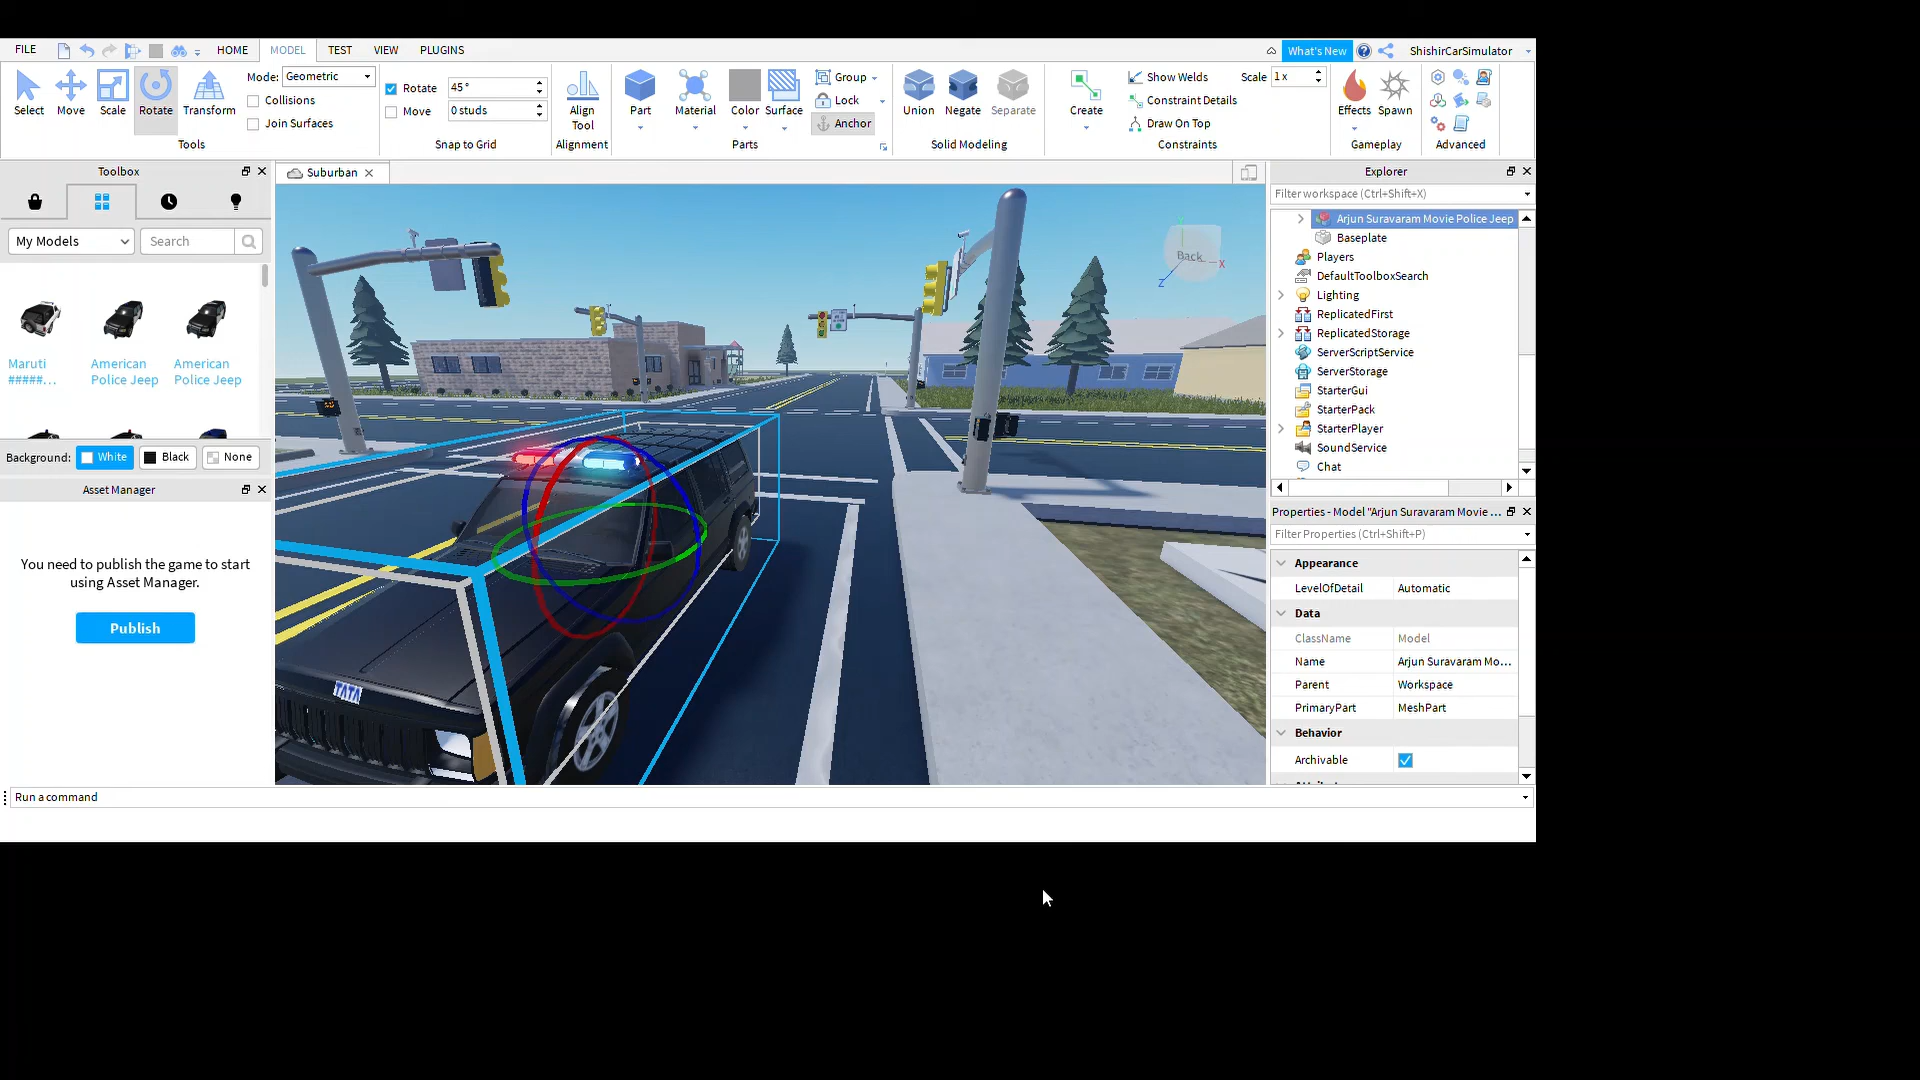 FILE
HOME
MODEL
TEST
VIEW
PLUGINS
What's New
ShishirCarSimulator
Select
Move
Scale
Rotate
Transform
Mode:
Geometric
Collisions
Join Surfaces
Tools
Rotate
45 °
Move
0 studs
Snap to Grid
Align
Tool
Alignment
Part
Material
Color
Surface
Group
Lock
Anchor
Parts
Union
Negate
Separate
Solid Modeling
Create
Show Welds
Constraint Details
Draw On Top
Scale
1 x
Constraints
Effects
Spawn
Gameplay
Advanced
Toolbox
My Models
Search
Maruti
#####...
American
Police Jeep
American
Police Jeep
Background:
White
Black
None
Asset Manager
You need to publish the game to start
using Asset Manager.
Publish
Suburban
Back
X
Y
Z
TATA
Explorer
Filter workspace (Ctrl+Shift+X)
Arjun Suravaram Movie Police Jeep
Baseplate
Players
DefaultToolboxSearch
Lighting
ReplicatedFirst
ReplicatedStorage
ServerScriptService
ServerStorage
StarterGui
StarterPack
StarterPlayer
SoundService
Chat
Properties - Model "Arjun Suravaram Movie ...
Filter Properties (Ctrl+Shift+P)
Appearance
LevelOfDetail
Automatic
Data
ClassName
Model
Name
Arjun Suravaram Mo...
Parent
Workspace
PrimaryPart
MeshPart
Behavior
Archivable
Run a command